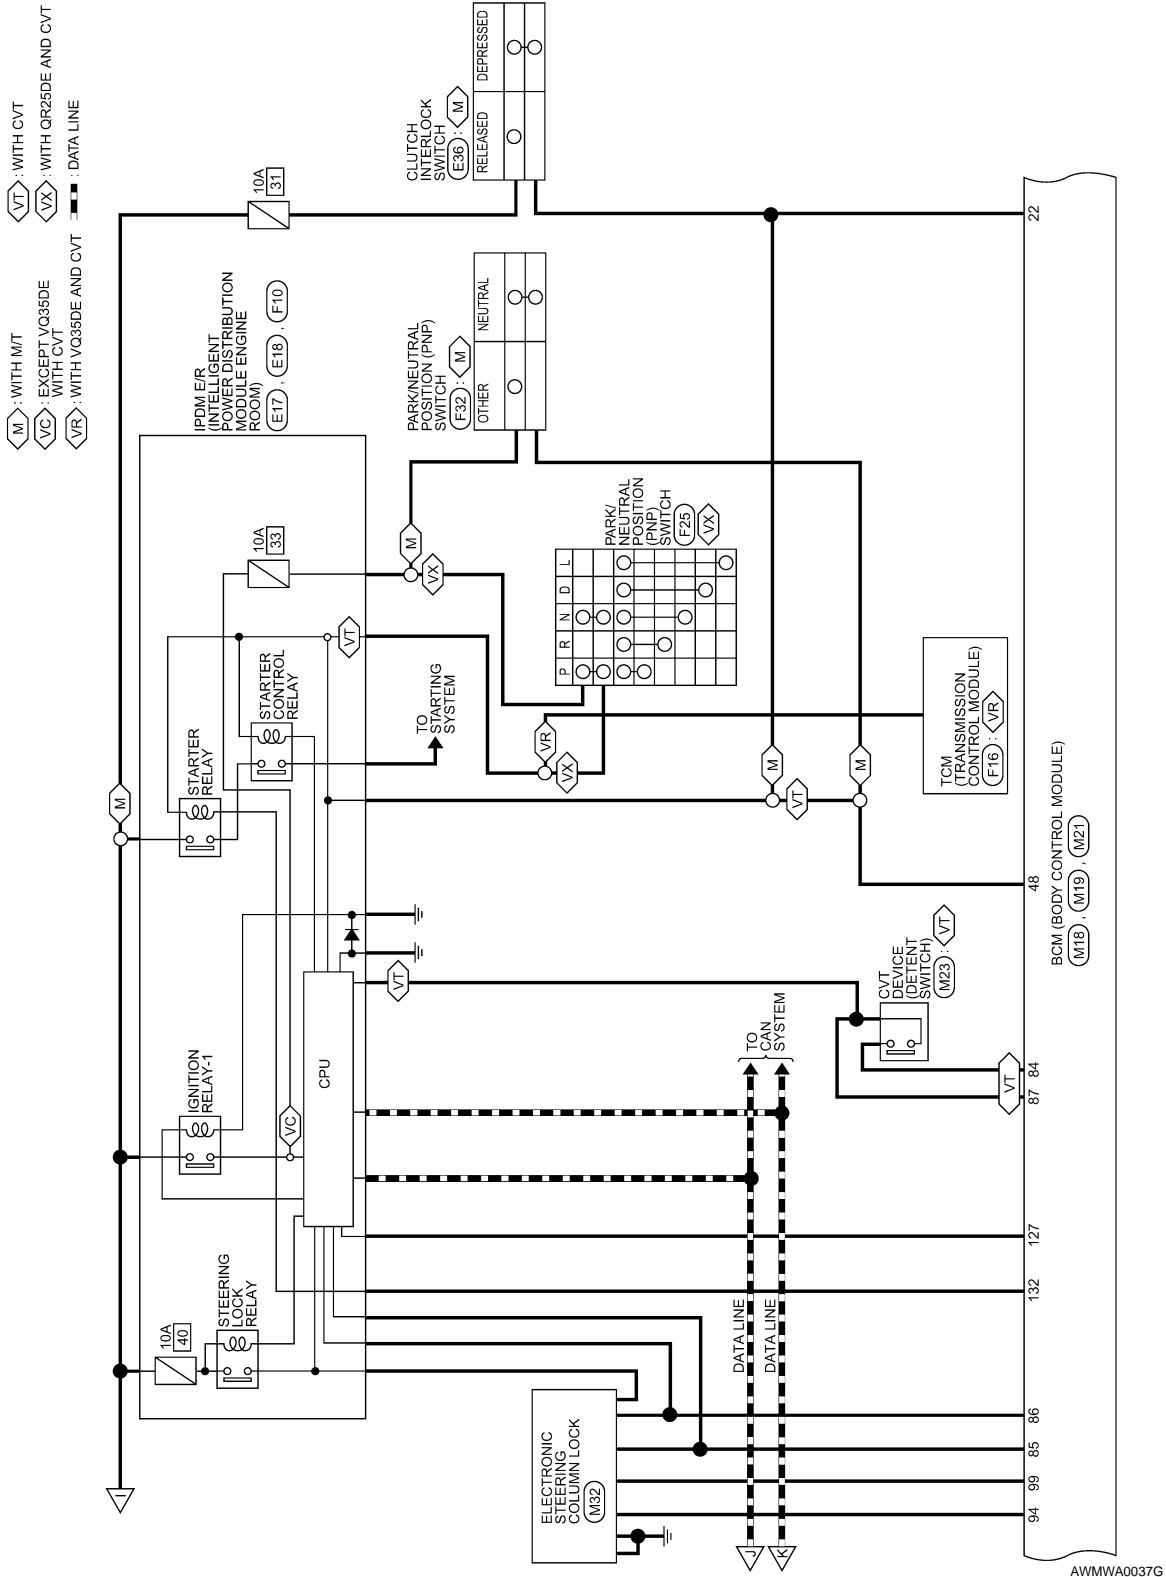 M : WITH M/T
VC : EXCEPT VQ35DE
WITH CVT
VR : WITH VQ35DE AND CVT
VT : WITH CVT
VX : WITH QR25DE AND CVT
: DATA LINE
I
M
10A
31
CLUTCH
INTERLOCK
SWITCH
E36 : M
RELEASED
DEPRESSED
IPDM E/R
(INTELLIGENT
POWER DISTRIBUTION
MODULE ENGINE
ROOM)
E17 , E18 , F10
10A
40
STEERING
LOCK
RELAY
IGNITION
RELAY-1
VC
CPU
STARTER
RELAY
STARTER
CONTROL
RELAY
10A
33
VT
VT
M
VX
TO
STARTING
SYSTEM
PARK/NEUTRAL
POSITION (PNP)
SWITCH
F32 : M
OTHER
NEUTRAL
PARK/
NEUTRAL
POSITION
(PNP)
SWITCH
F25
VX
P
R
N
D
L
VR
VX
M
VT
M
TCM
(TRANSMISSION
CONTROL MODULE)
F16 : VR
ELECTRONIC
STEERING
COLUMN LOCK
M32
DATA LINE
DATA LINE
J
K
TO
CAN
SYSTEM
CVT
DEVICE
(DETENT
SWITCH)
M23 : VT
VT
94
99
85
86
132
127
87
84
48
22
BCM (BODY CONTROL MODULE)
M18 , M19 , M21
AWMWA0037G